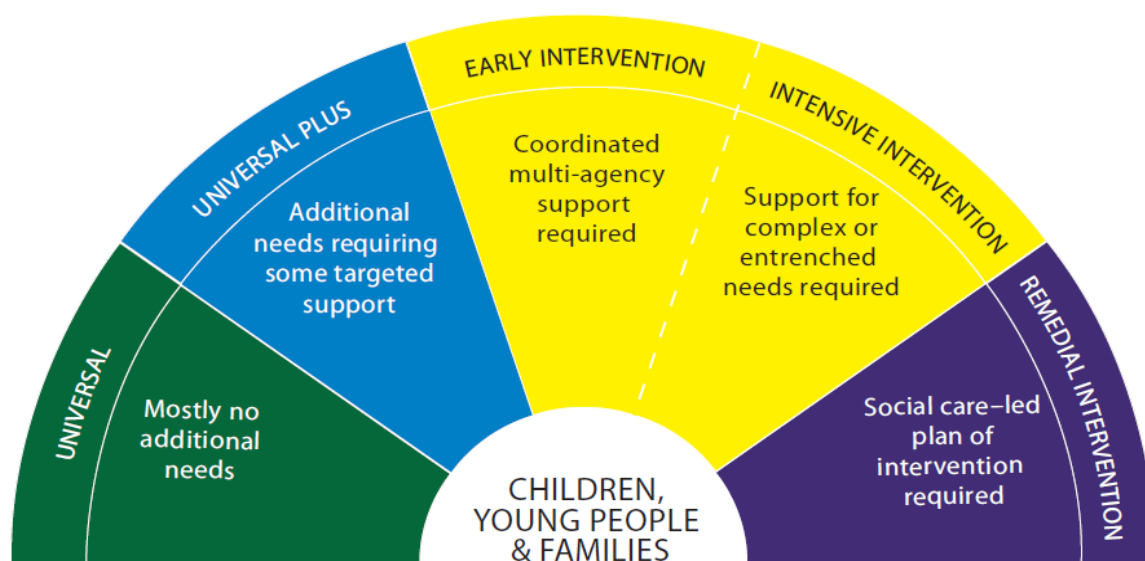 UNIVERSAL
Mostly no
additional
needs
UNIVERSAL PLUS
Additional
needs requiring
some targeted
support
EARLY INTERVENTION
Coordinated
multi-agency
support
required
INTENSIVE INTERVENTION
Support for
complex or
entrenched
needs required
REMEDIAL INTERVENTION
Social care–led
plan of
intervention
required
CHILDREN,
YOUNG PEOPLE
& FAMILIES